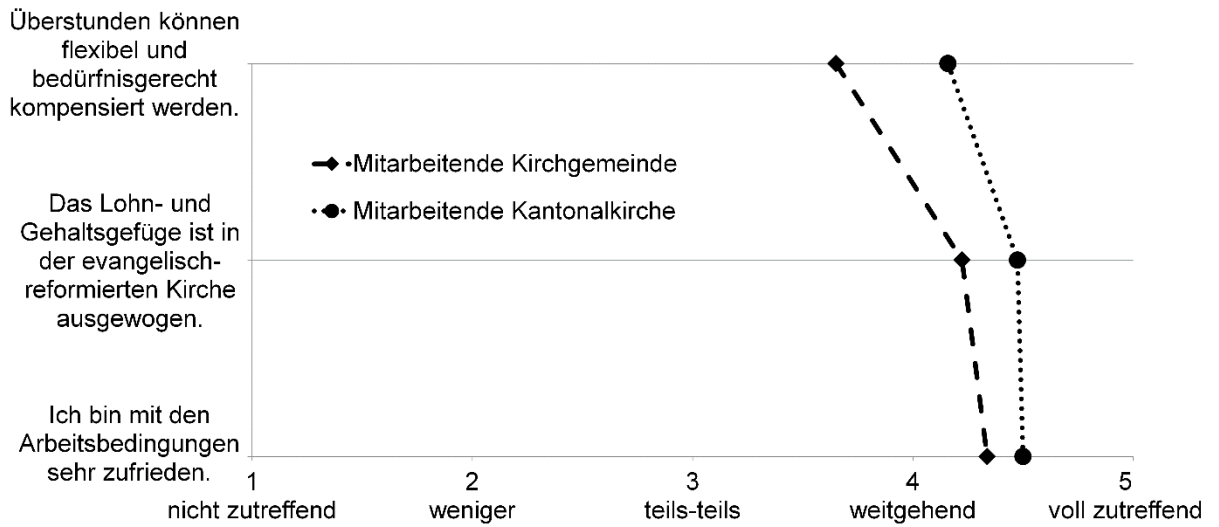 Überstunden können
flexibel und
bedürfnisgerecht
kompensiert werden.
Mitarbeitende Kirchgemeinde
Mitarbeitende Kantonalkirche
Das Lohn- und
Gehaltsgefüge ist in
der evangelisch-
reformierten Kirche
ausgewogen.
Ich bin mit den
Arbeitsbedingungen
sehr zufrieden.
1 2 3 4 5
nicht zutreffend weniger teils-teils weitgehend voll zutreffend